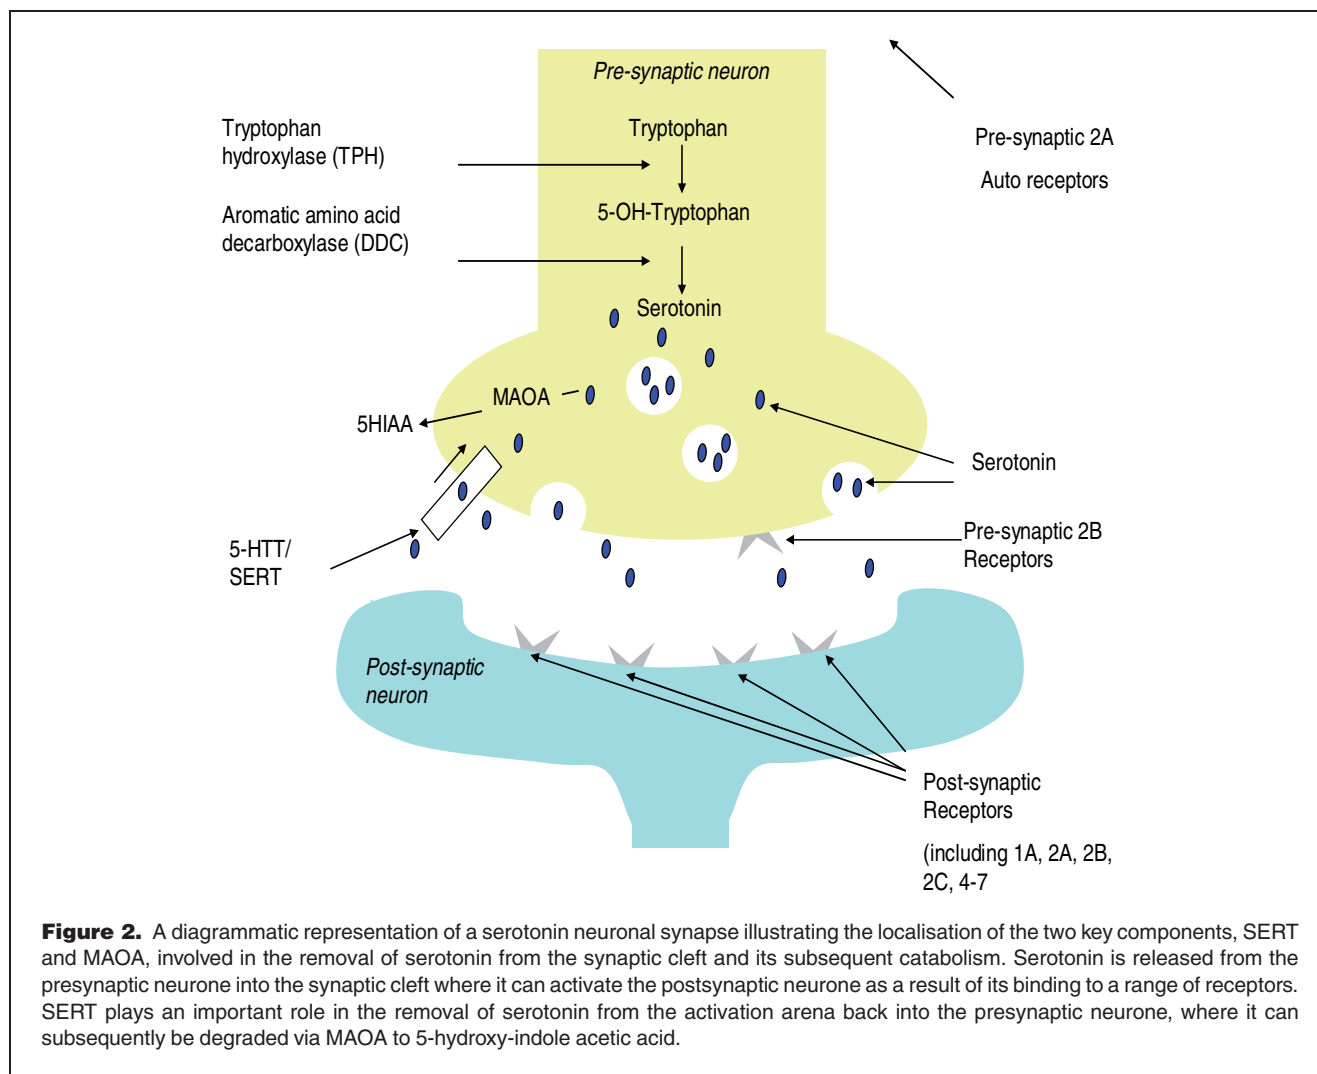 Pre-synaptic neuron
Tryptophan
hydroxylase (TPH)
Tryptophan
Pre-synaptic 2A
Auto receptors
Aromatic amino acid
decarboxylase (DDC)
5-OH-Tryptophan
Serotonin
MAOA
5HIAA
Serotonin
5-HTT/
SERT
Pre-synaptic 2B
Receptors
Post-synaptic
neuron
Post-synaptic
Receptors
(including 1A, 2A, 2B,
2C, 4-7
Figure 2. A diagrammatic representation of a serotonin neuronal synapse illustrating the localisation of the two key components, SERT
and MAOA, involved in the removal of serotonin from the synaptic cleft and its subsequent catabolism. Serotonin is released from the
presynaptic neurone into the synaptic cleft where it can activate the postsynaptic neurone as a result of its binding to a range of receptors.
SERT plays an important role in the removal of serotonin from the activation arena back into the presynaptic neurone, where it can
subsequently be degraded via MAOA to 5-hydroxy-indole acetic acid.